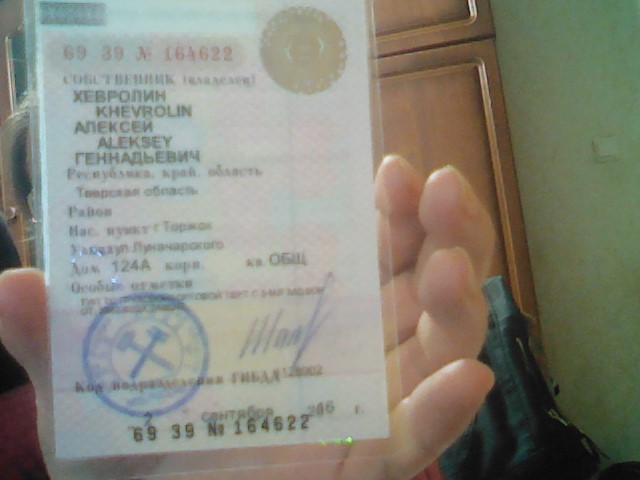 69 39 № 164622
СОБСТВЕННИК (владелец)
ХЕВРОЛИН
KHEVROLIN
АЛЕКСЕЙ
ALEKSEY
ГЕННАДЬЕВИЧ
Республика, край, область
Тверская область
Район
Нас. пункт г Торжок
Улица ул Луначарского
Дом 124А корп. кв. ОБЩ
Особые отметки
Код подразделения ГИБДД
сентября г.
69 39 № 164622